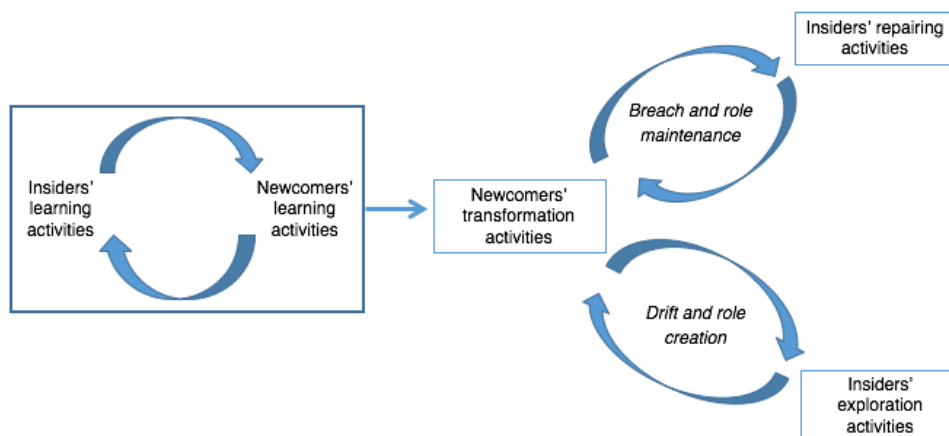 Insiders'
learning
activities
Newcomers'
learning
activities
Newcomers'
transformation
activities
Breach and role
maintenance
Insiders' repairing
activities
Drift and role
creation
Insiders'
exploration
activities